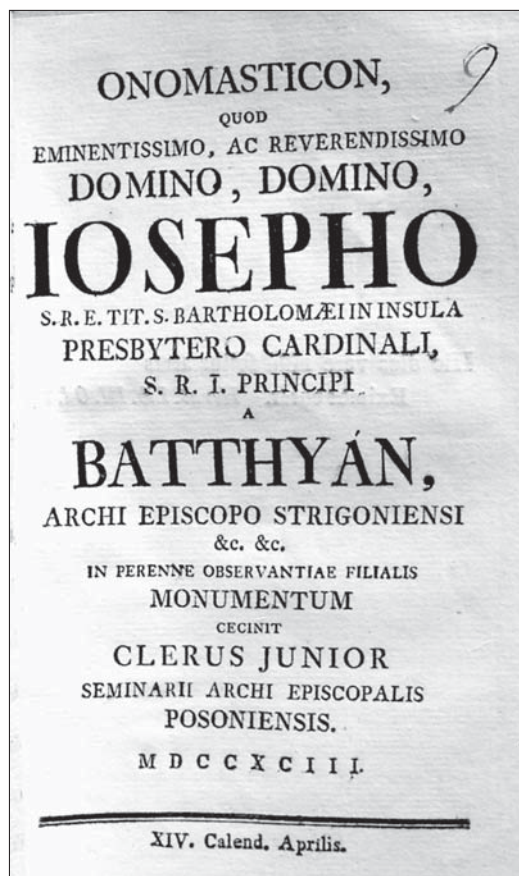 9
ONOMASTICON,
QUOD
EMINENTISSIMO, AC REVERENDISSIMO
DOMINO, DOMINO,
IOSEPHO
S.R.E. TIT. S. BARTHOLOMÆI IN INSULA
PRESBYTERO CARDINALI,
S. R. I. PRINCIPI
A
BATTHYÁN,
ARCHI EPISCOPO STRIGONIENSI
&c. &c.
IN PERENNE OBSERVANTIAE FILIALIS
MONUMENTUM
CECINIT
CLERUS JUNIOR
SEMINARII ARCHI EPISCOPALIS
POSONIENSIS.
M D C C X C I I I.
XIV. Calend. Aprilis.